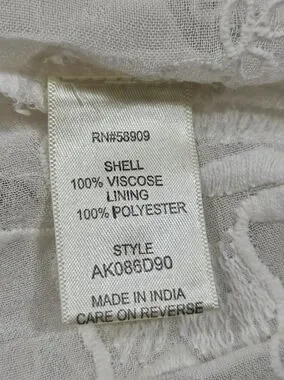 RN#58909
SHELL
100% VISCOSE
LINING
100% POLYESTER
STYLE
AK086D90
MADE IN INDIA
CARE ON REVERSE